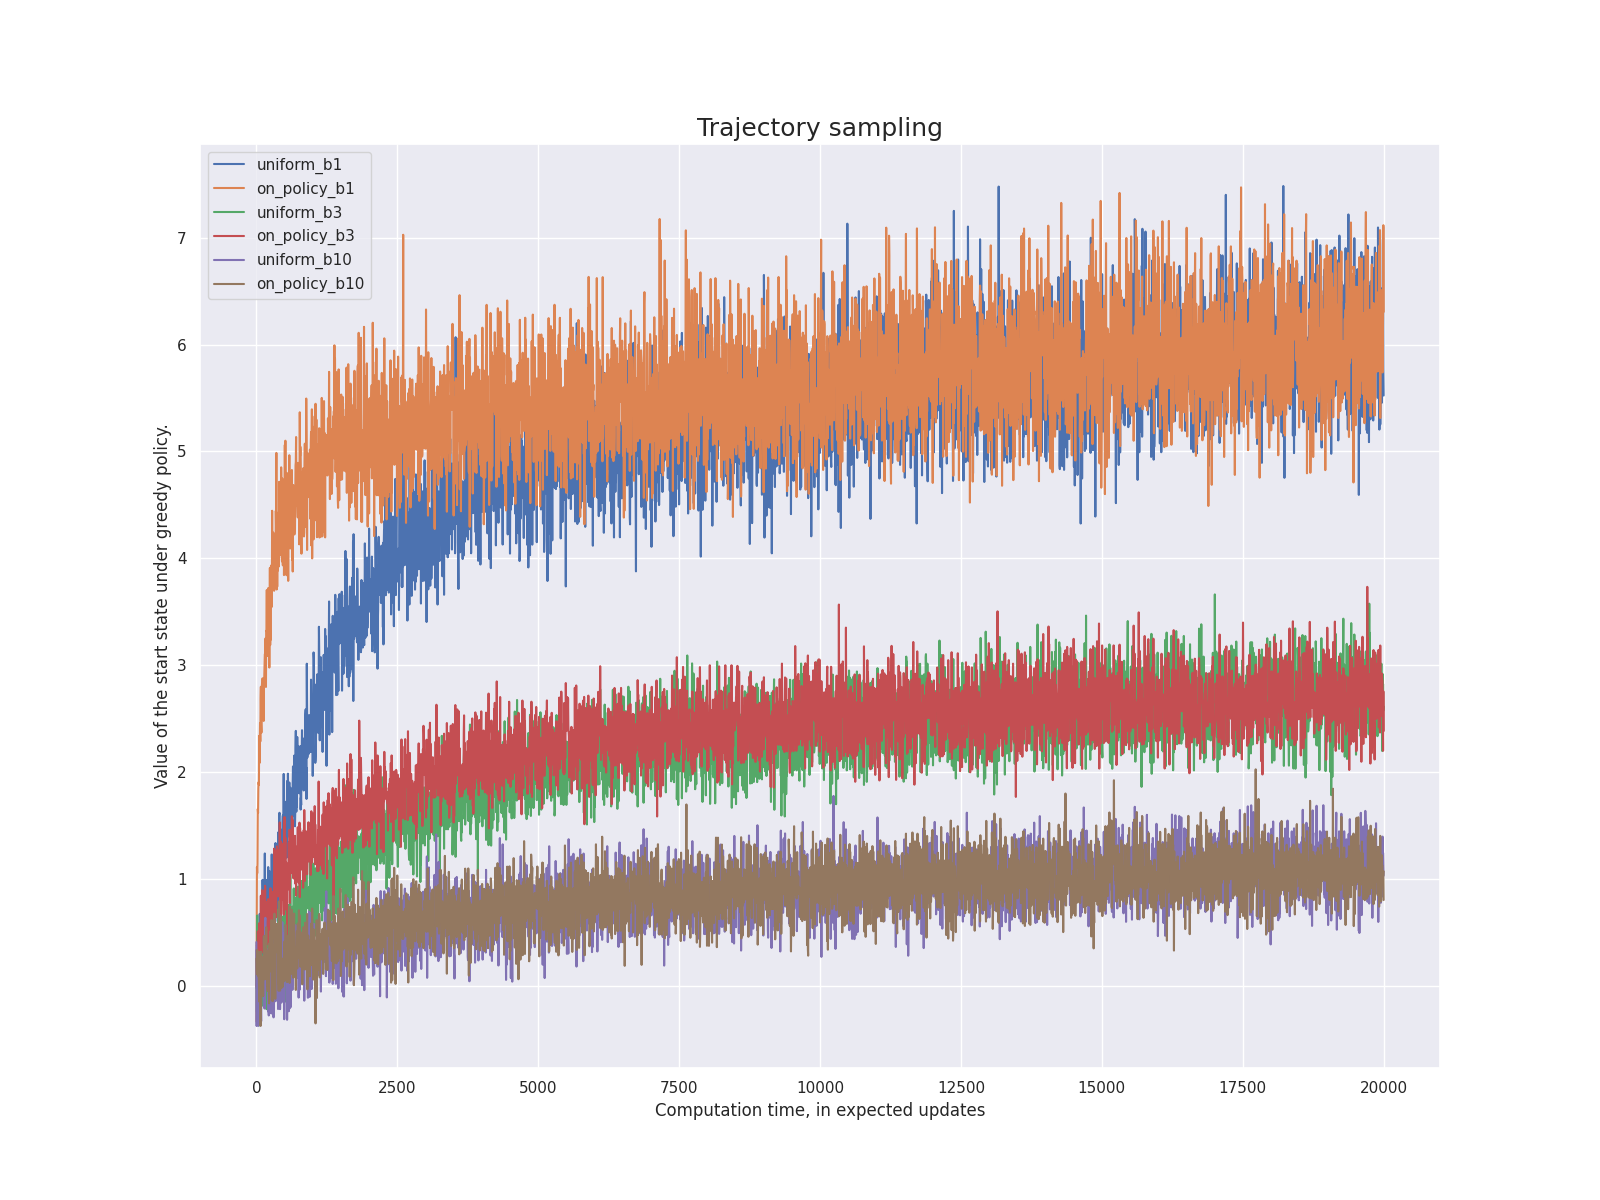 Trajectory sampling
uniform_b1
on_policy_b1
uniform_b3
on_policy_b3
uniform_b10
on_policy_b10
Value of the start state under greedy policy.
7
6
5
4
3
2
1
0
0 2500 5000 7500 10000 12500 15000 17500 20000
Computation time, in expected updates